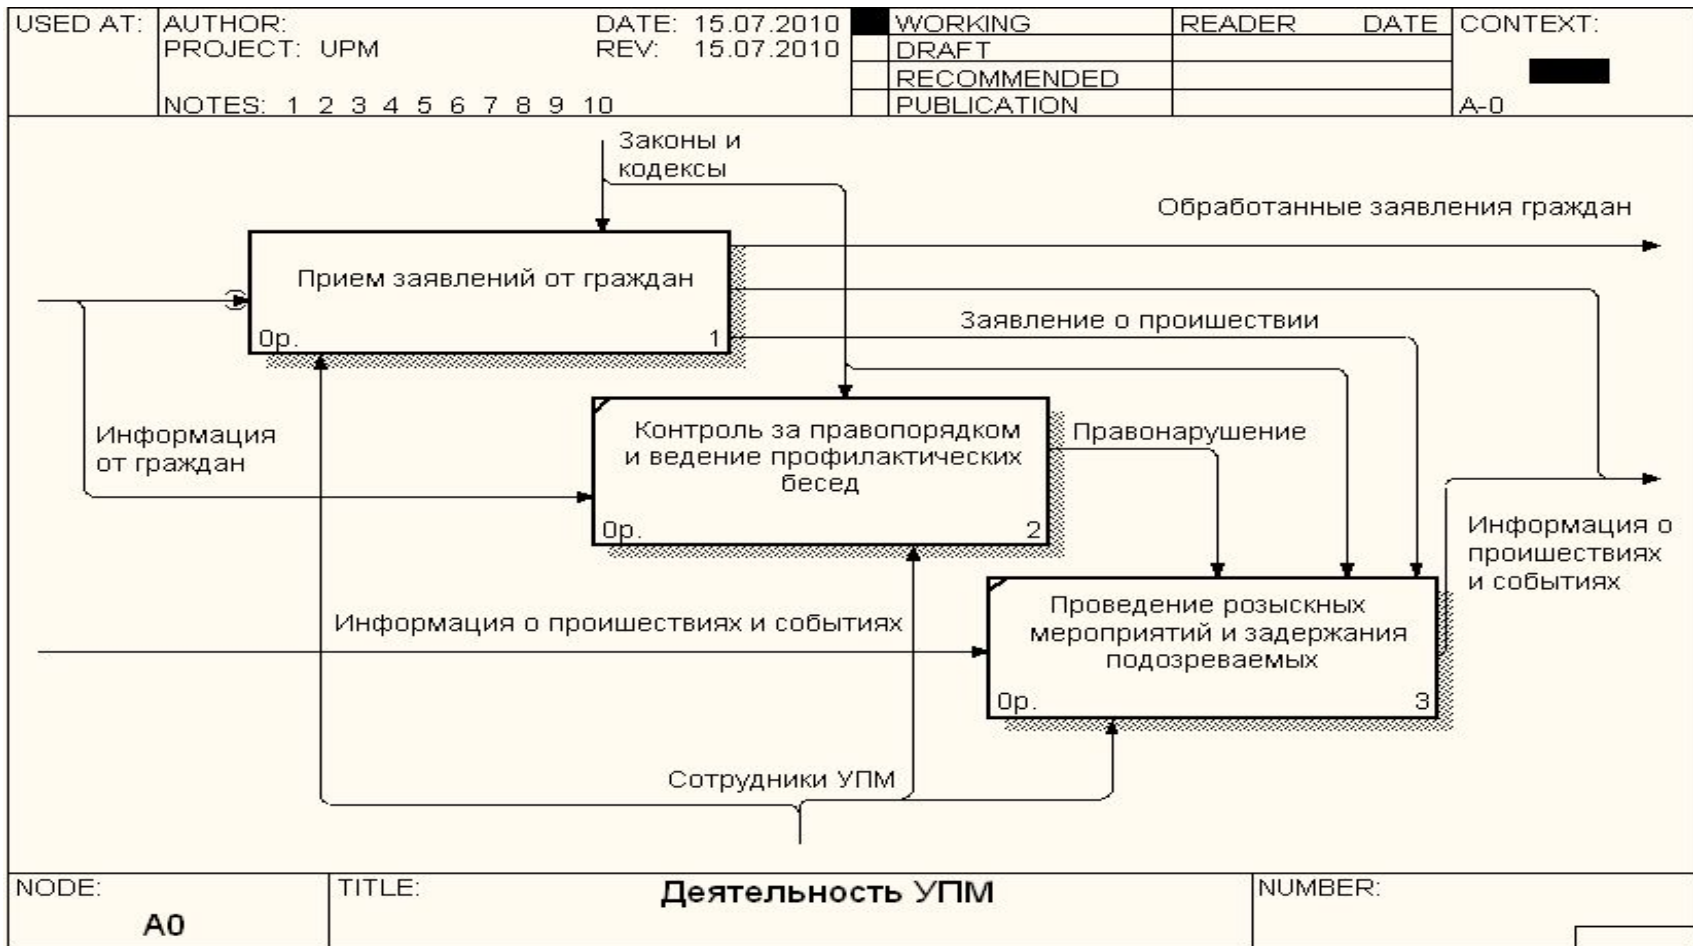 USED AT: AUTHOR: DATE: 15.07.2010 WORKING READER DATE CONTEXT:
PROJECT: UPM REV: 15.07.2010 DRAFT
RECOMMENDED
NOTES: 1 2 3 4 5 6 7 8 9 10 PUBLICATION A-0
Законы и
кодексы
Обработанные заявления граждан
Прием заявлений от граждан
0р. 1
Заявление о проишествии
Информация
от граждан
Контроль за правопорядком
и ведение профилактических
бесед
0р. 2
Правонарушение
Информация о
проишествиях
и событиях
Информация о проишествиях и событиях
Проведение розыскных
мероприятий и задержания
подозреваемых
0р. 3
Сотрудники УПМ
NODE: TITLE: Деятельность УПМ NUMBER:
A0